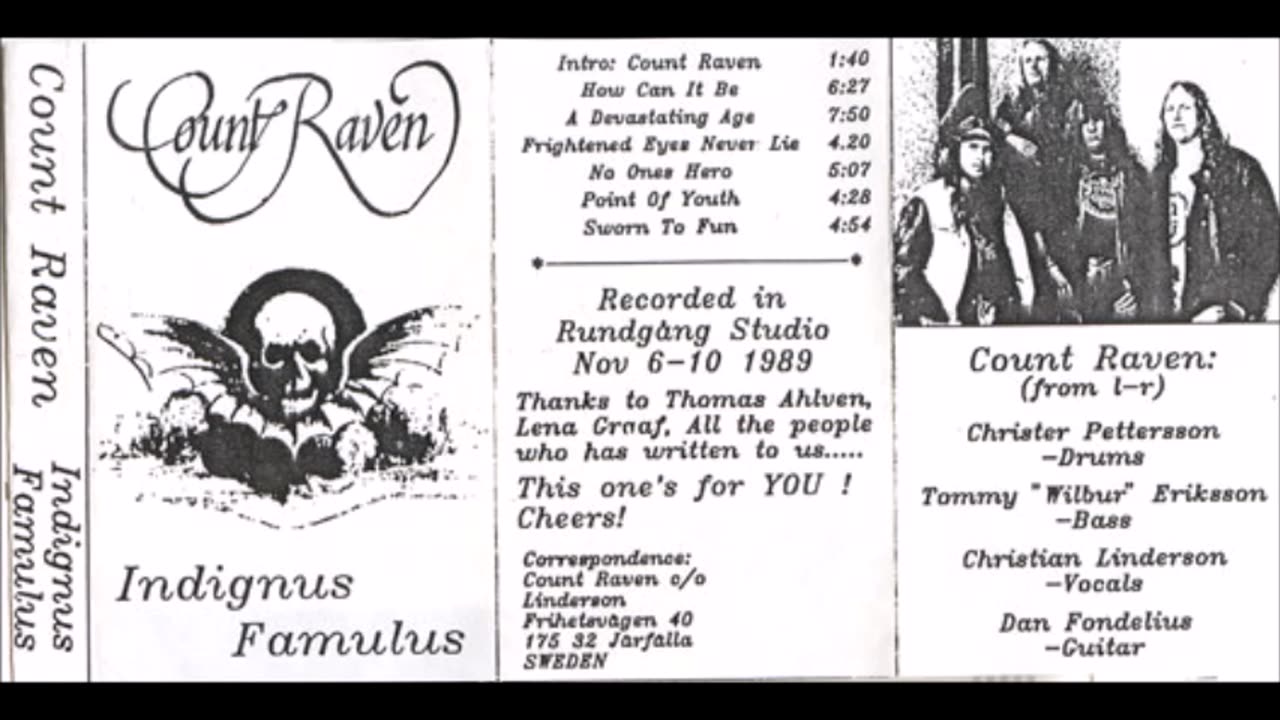 Count Raven
Indignus
Famulus
Count Raven
Indignus
Famulus
Intro: Count Raven 1:40
How Can It Be 6:27
A Devastating Age 7:50
Frightened Eyes Never Lie 4.20
No Ones Hero 5:07
Point Of Youth 4:28
Sworn To Fun 4:54
Recorded in
Rundgång Studio
Nov 6-10 1989
Thanks to Thomas Ahlven,
Lena Graaf, All the people
who has written to us.....
This one's for YOU !
Cheers!
Correspondence:
Count Raven c/o
Linderson
Frihetsvägen 40
175 32 Järfälla
SWEDEN
Count Raven:
(from l-r)
Christer Pettersson
-Drums
Tommy "Wilbur" Eriksson
-Bass
Christian Linderson
-Vocals
Dan Fondelius
-Guitar